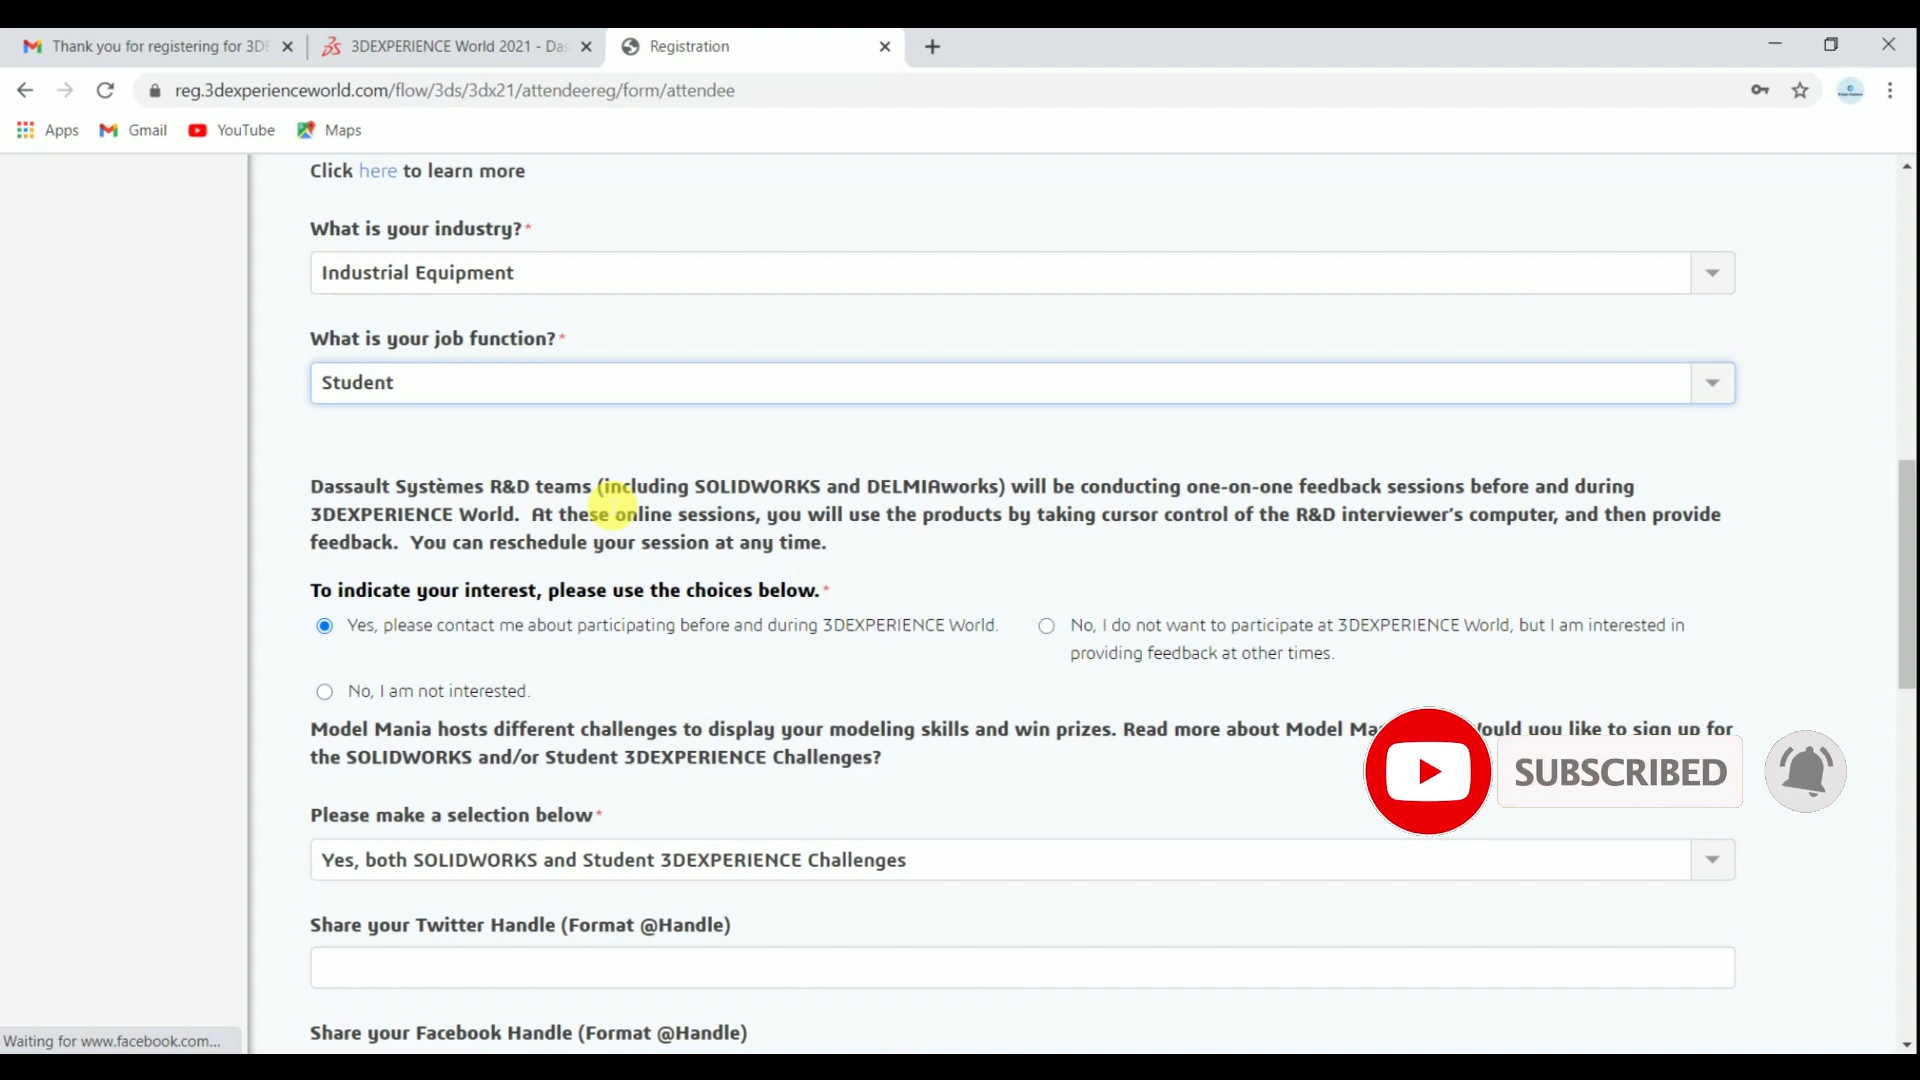 Thank you for registering for 3DE
3DEXPERIENCE World 2021 - Das
Registration
reg.3dexperienceworld.com/flow/3ds/3dx21/attendeereg/form/attendee
Apps
Gmail
YouTube
Maps
Click here to learn more
What is your industry?*
Industrial Equipment
What is your job function?*
Student
Dassault Systèmes R&D teams (including SOLIDWORKS and DELMIAworks) will be conducting one-on-one feedback sessions before and during
3DEXPERIENCE World. At these online sessions, you will use the products by taking cursor control of the R&D interviewer's computer, and then provide
feedback. You can reschedule your session at any time.
To indicate your interest, please use the choices below.*
Yes, please contact me about participating before and during 3DEXPERIENCE World.
No, I do not want to participate at 3DEXPERIENCE World, but I am interested in
providing feedback at other times.
No, I am not interested.
Model Mania hosts different challenges to display your modeling skills and win prizes. Read more about Model Ma ould you like to sign up for
the SOLIDWORKS and/or Student 3DEXPERIENCE Challenges?
SUBSCRIBED
Please make a selection below*
Yes, both SOLIDWORKS and Student 3DEXPERIENCE Challenges
Share your Twitter Handle (Format @Handle)
Share your Facebook Handle (Format @Handle)
Waiting for www.facebook.com...